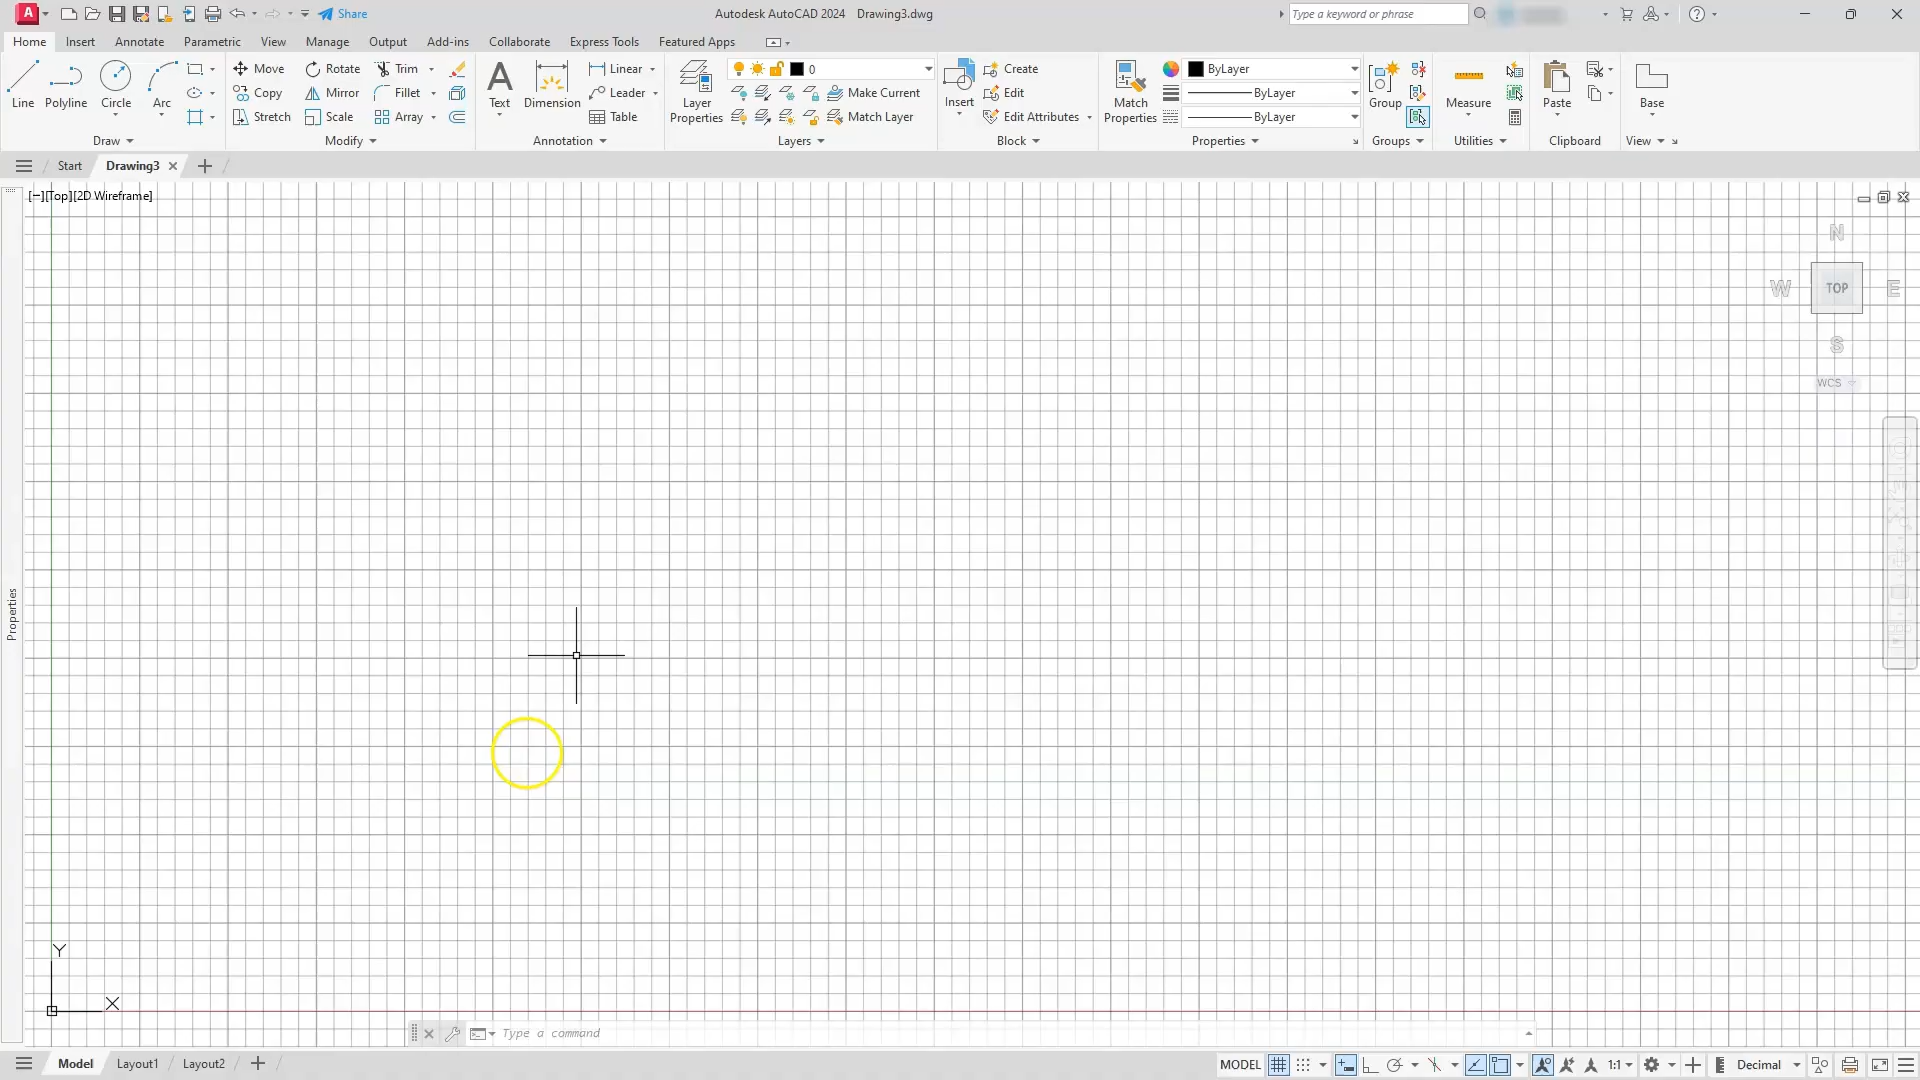 A Share Autodesk AutoCAD 2024 Drawing3.dwg Type a keyword or phrase
Home Insert Annotate Parametric View Manage Output Add-ins Collaborate Express Tools Featured Apps
Line Polyline Circle Arc
Draw
Move Rotate Trim
Copy Mirror Fillet
Stretch Scale Array
Modify
Text Dimension
Linear
Leader
Table
Annotation
Layer Properties
0
Make Current
Match Layer
Layers
Insert
Create
Edit
Edit Attributes
Block
Match Properties
ByLayer
ByLayer
ByLayer
Properties
Group
Groups
Measure
Utilities
Paste
Clipboard
Base
View
Start Drawing3
[−][Top][2D Wireframe]
N
W TOP E
S
WCS
Properties
Y
X
Type a command
Model Layout1 Layout2 MODEL 1:1 Decimal